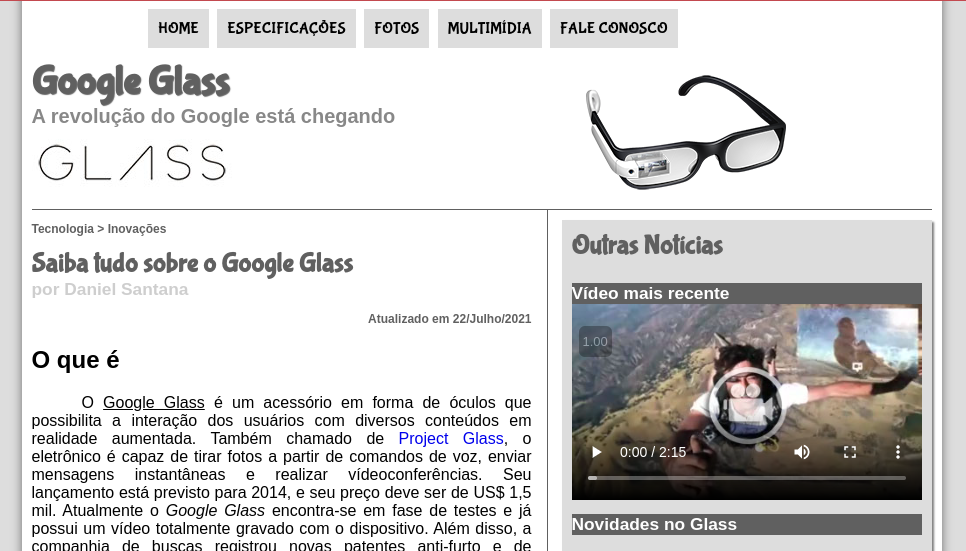 HOME ESPECIFICAÇÕES FOTOS MULTIMÍDIA FALE CONOSCO
Google Glass
A revolução do Google está chegando
GLASS
Tecnologia > Inovações
Saiba tudo sobre o Google Glass
por Daniel Santana
Atualizado em 22/Julho/2021
O que é
O Google Glass é um acessório em forma de óculos que
possibilita a interação dos usuários com diversos conteúdos em
realidade aumentada. Também chamado de Project Glass, o
eletrônico é capaz de tirar fotos a partir de comandos de voz, enviar
mensagens instantâneas e realizar vídeoconferências. Seu
lançamento está previsto para 2014, e seu preço deve ser de US$ 1,5
mil. Atualmente o Google Glass encontra-se em fase de testes e já
possui um vídeo totalmente gravado com o dispositivo. Além disso, a
companhia de buscas registrou novas patentes anti-furto e de
Outras Notícias
Vídeo mais recente
1.00
0:00 / 2:15
Novidades no Glass